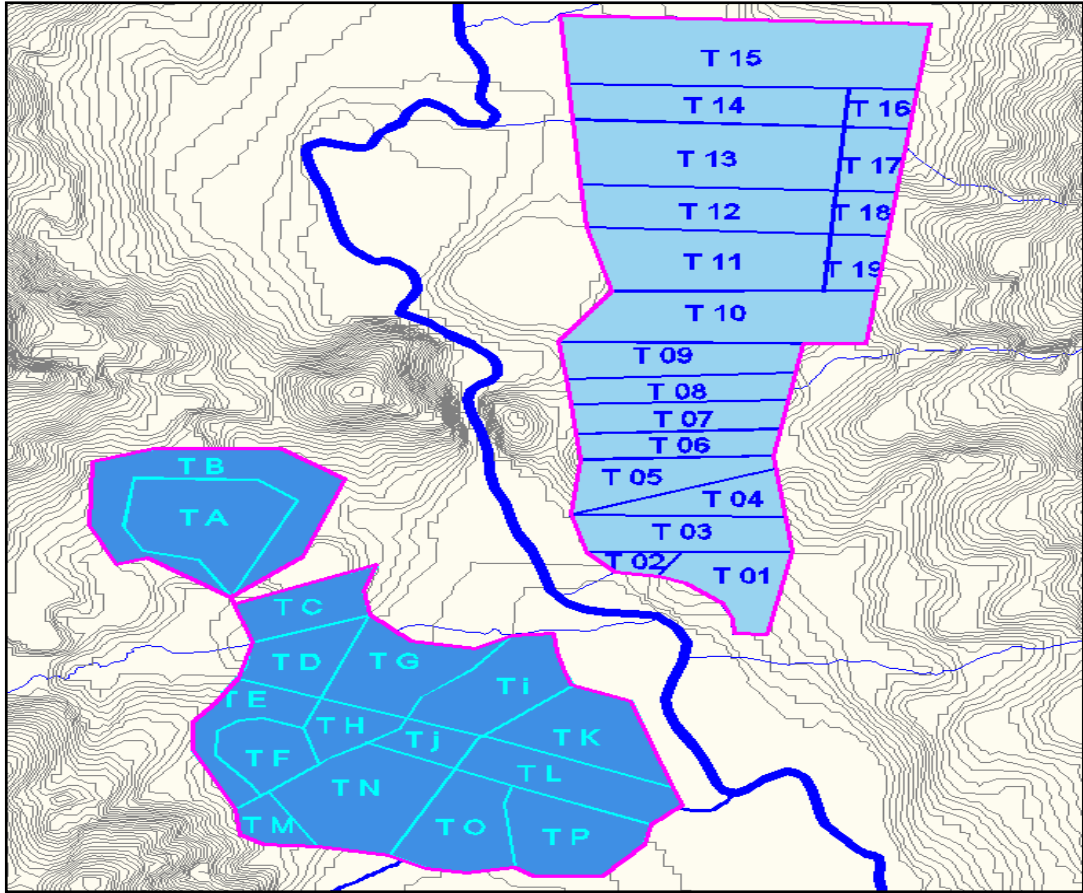 T 15
T 14
T 16
T 13
T 17
T 12
T 18
T 11
T 19
T 10
T 09
T 08
T 07
T 06
T 05
T 04
T 03
T 02
T 01
TB
TA
TC
TD
TG
TE
Ti
TH
Tj
TK
TF
TL
TN
TM
TO
TP